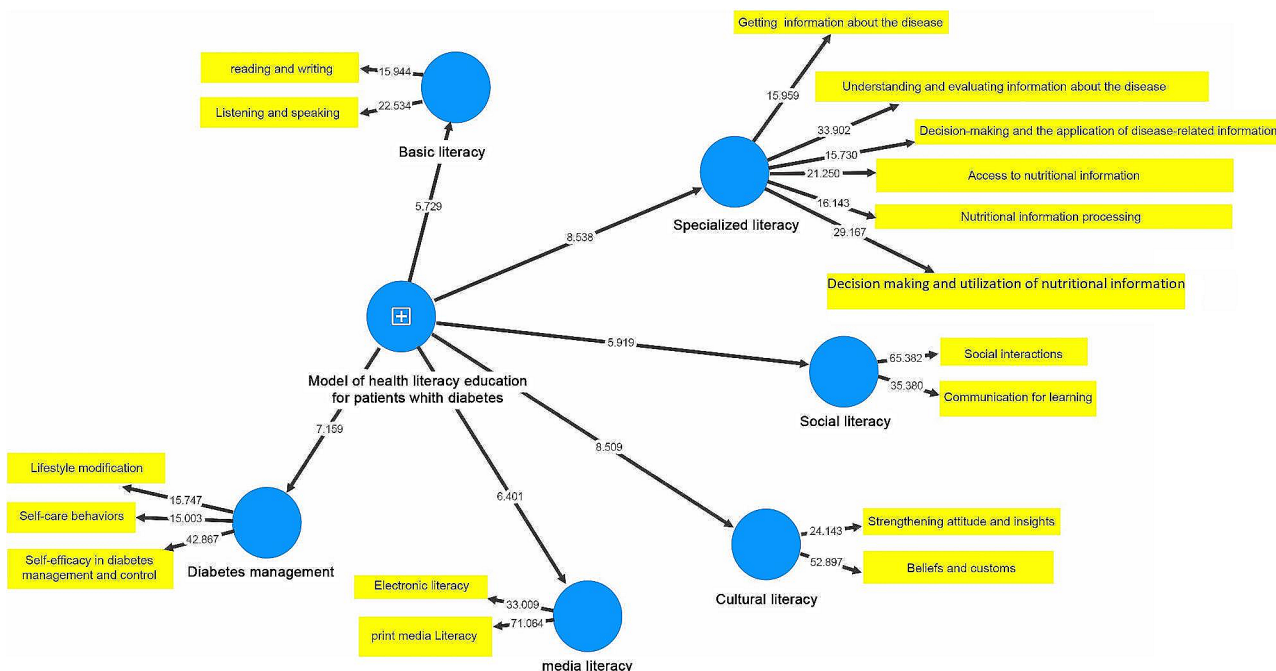 Getting information about the disease
reading and writing
15.944
Listening and speaking
22.534
Basic literacy
15.959
Understanding and evaluating information about the disease
33.902
Decision-making and the application of disease-related information
15.730
Access to nutritional information
21.250
Nutritional information processing
16.143
29.167
Specialized literacy
Decision making and utilization of nutritional information
5.729
8.538
Model of health literacy education
for patients whith diabetes
5.919
65.382
Social interactions
35.380
Communication for learning
Social literacy
7.159
6.401
8.509
Lifestyle modification
15.747
Self-care behaviors
15.003
Self-efficacy in diabetes
management and control
42.867
Diabetes management
Electronic literacy
33.009
print media Literacy
71.064
media literacy
Strengthening attitude and insights
24.143
Beliefs and customs
52.897
Cultural literacy